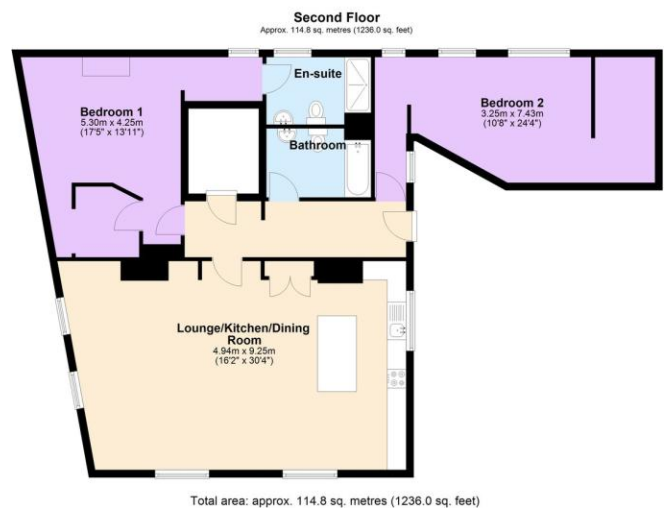 Second Floor
Approx. 114.8 sq. metres (1236.0 sq. feet)
En-suite
Bedroom 1
5.30m x 4.25m
(17'5" x 13'11")
Bedroom 2
3.25m x 7.43m
(10'8" x 24'4")
Bathroom
Lounge/Kitchen/Dining
Room
4.94m x 9.25m
(16'2" x 30'4")
Total area: approx. 114.8 sq. metres (1236.0 sq. feet)